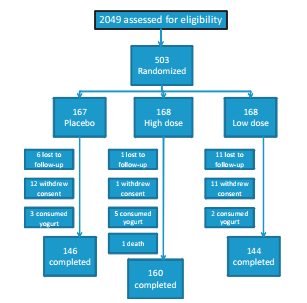 2049 assessed for eligibility
503
Randomized
167
Placebo
168
High dose
168
Low dose
6 lost to
follow-up
1 lost to
follow-up
11 lost to
follow-up
12 withdrew
consent
1 withdrew
consent
11 withdrew
consent
3 consumed
yogurt
5 consumed
yogurt
2 consumed
yogurt
1 death
146
completed
160
completed
144
completed